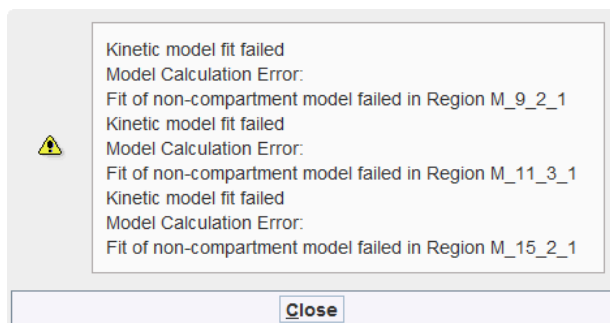 Kinetic model fit failed
Model Calculation Error:
Fit of non-compartment model failed in Region M_9_2_1
Kinetic model fit failed
Model Calculation Error:
Fit of non-compartment model failed in Region M_11_3_1
Kinetic model fit failed
Model Calculation Error:
Fit of non-compartment model failed in Region M_15_2_1
Close